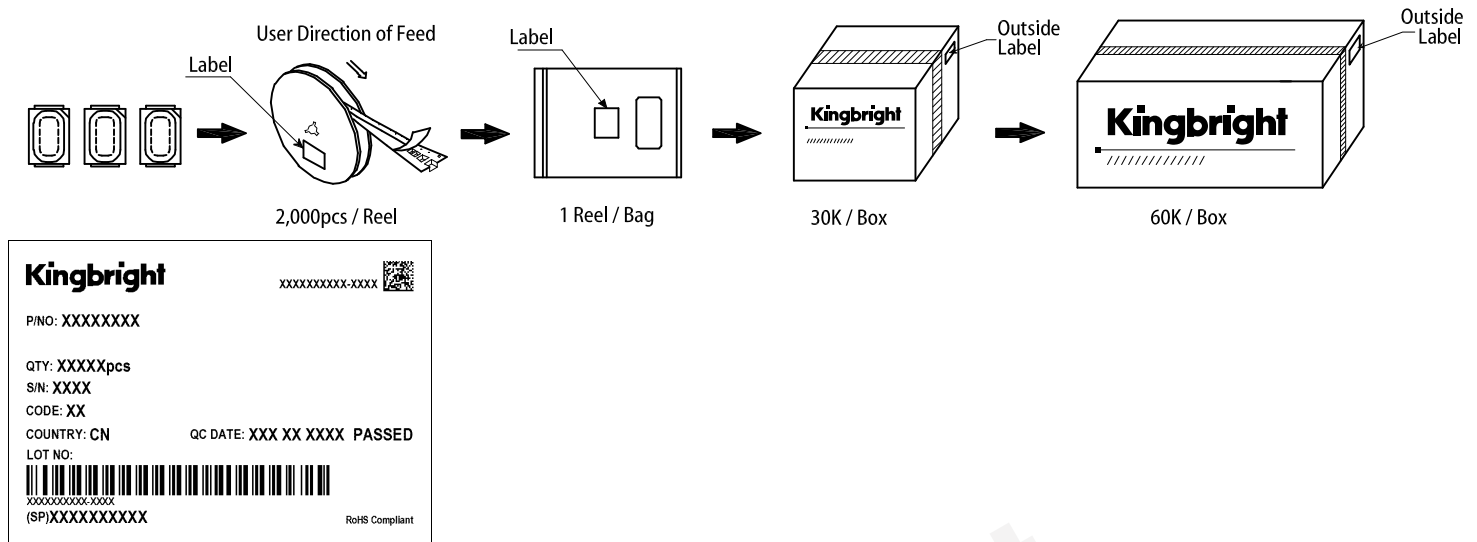 User Direction of Feed
Label
Label
Outside
Label
Outside
Label
Kingbright
Kingbright
2,000pcs / Reel
1 Reel / Bag
30K / Box
60K / Box
Kingbright
XXXXXXXXXX-XXXX
P/NO: XXXXXXXX
QTY: XXXXXpcs
S/N: XXXX
CODE: XX
COUNTRY: CN
QC DATE: XXX XX XXXX PASSED
LOT NO:
XXXXXXXXXX-XXXX
(SP)XXXXXXXXXX
RoHS Compliant